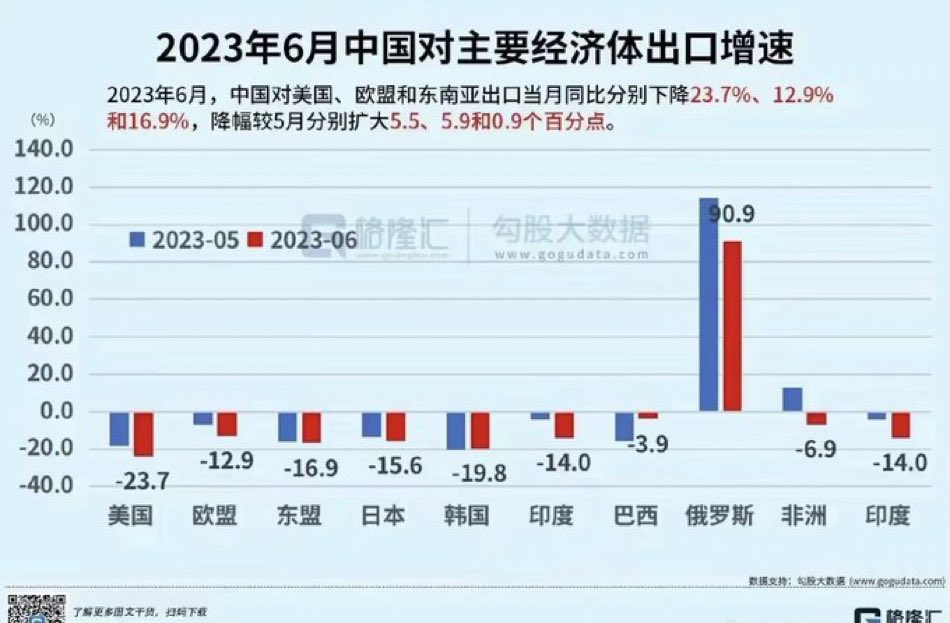 2023年6月中国对主要经济体出口增速
2023年6月，中国对美国、欧盟和东南亚出口当月同比分别下降23.7%、12.9%
和16.9%，降幅较5月分别扩大5.5、5.9和0.9个百分点。
（%）
140.0
120.0
100.0
80.0
60.0
40.0
20.0
0.0
-20.0
-40.0
格隆汇 勾股大数据
www.gogudata.com
2023-05 2023-06
90.9
-23.7 -12.9 -16.9 -15.6 -19.8 -14.0 -3.9 -6.9 -14.0
美国 欧盟 东盟 日本 韩国 印度 巴西 俄罗斯 非洲 印度
数据支持：勾股大数据 (www.gogudata.com)
了解更多图文干货，扫码下载
格隆汇